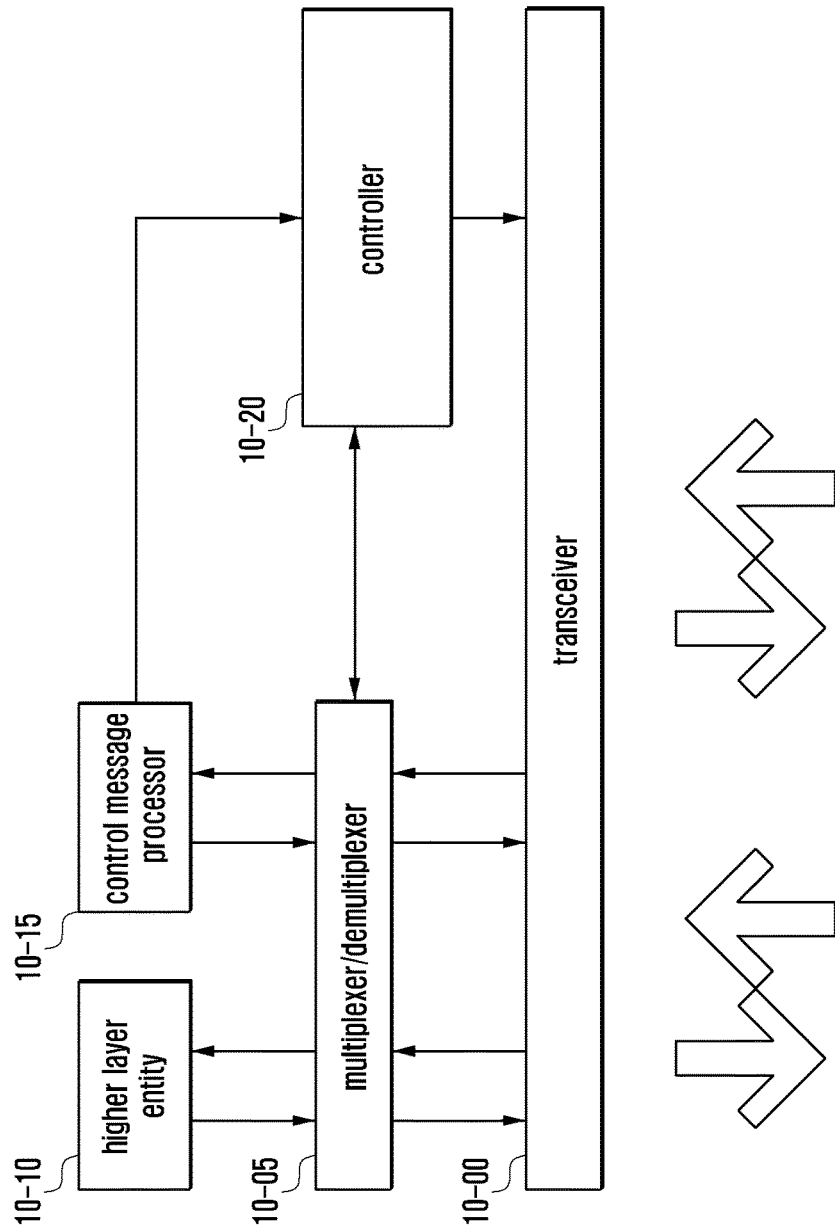 10-10
higher layer
entity
10-15
control message
processor
10-05
multiplexer/demultiplexer
10-20
controller
10-00
transceiver